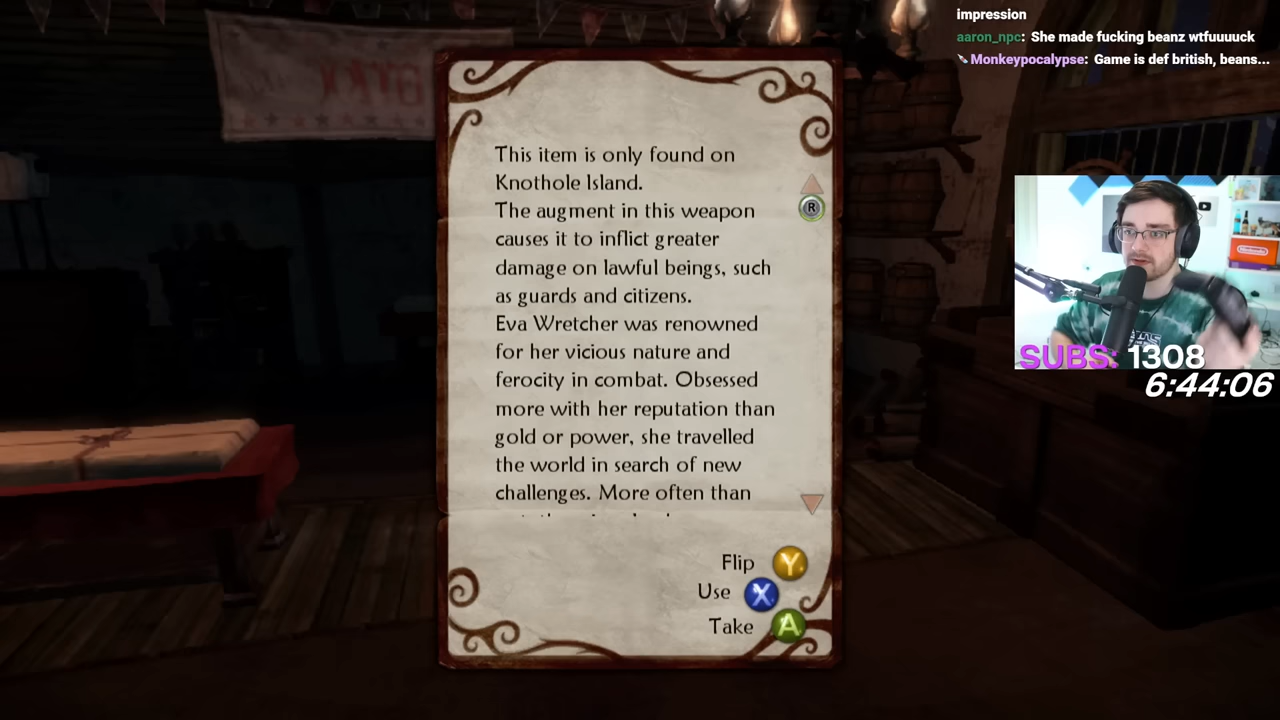 impression
aaron_npc: She made fucking beanz wtfuuuuck
Monkeypocalypse: Game is def british, beans...
This item is only found on
Knothole Island.
The augment in this weapon
causes it to inflict greater
damage on lawful beings, such
as guards and citizens.
Eva Wretcher was renowned
for her vicious nature and
ferocity in combat. Obsessed
more with her reputation than
gold or power, she travelled
the world in search of new
challenges. More often than
R
Flip Y
Use X
Take A
Nintendo
SUBS: 1308
6:44:06